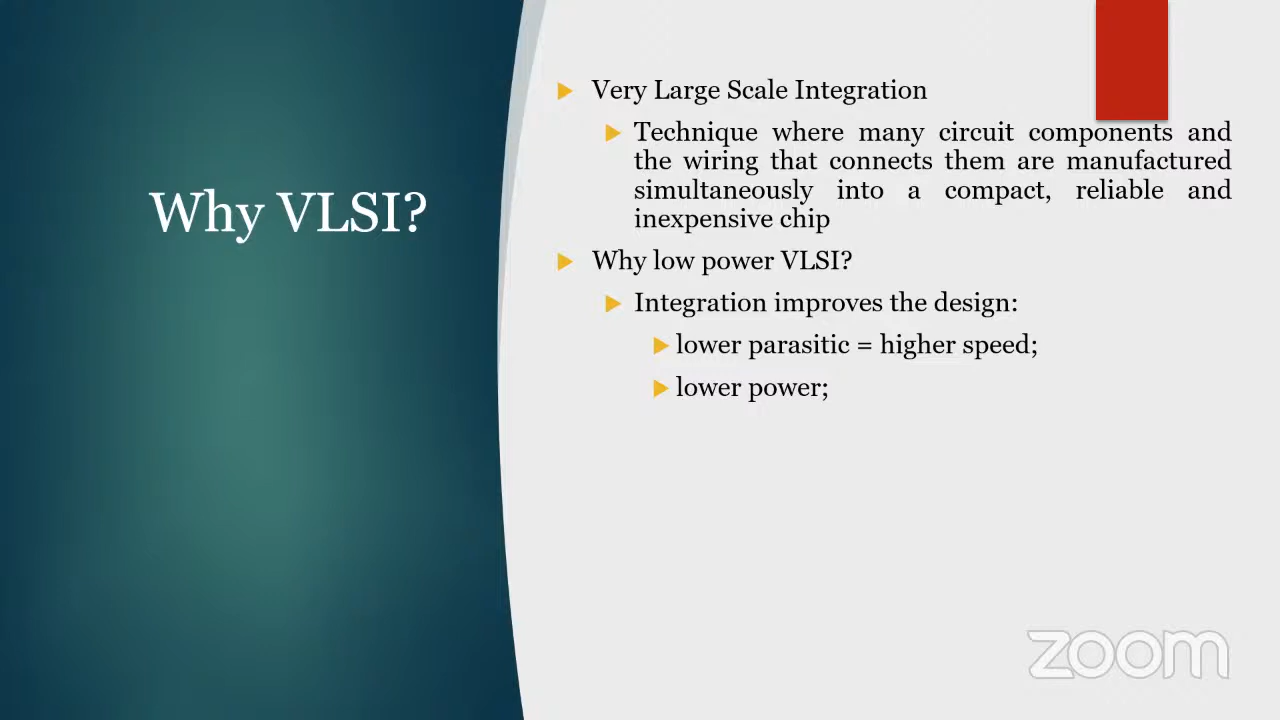 Why VLSI?
Very Large Scale Integration
Technique where many circuit components and
the wiring that connects them are manufactured
simultaneously into a compact, reliable and
inexpensive chip
Why low power VLSI?
Integration improves the design:
lower parasitic = higher speed;
lower power;
zoom